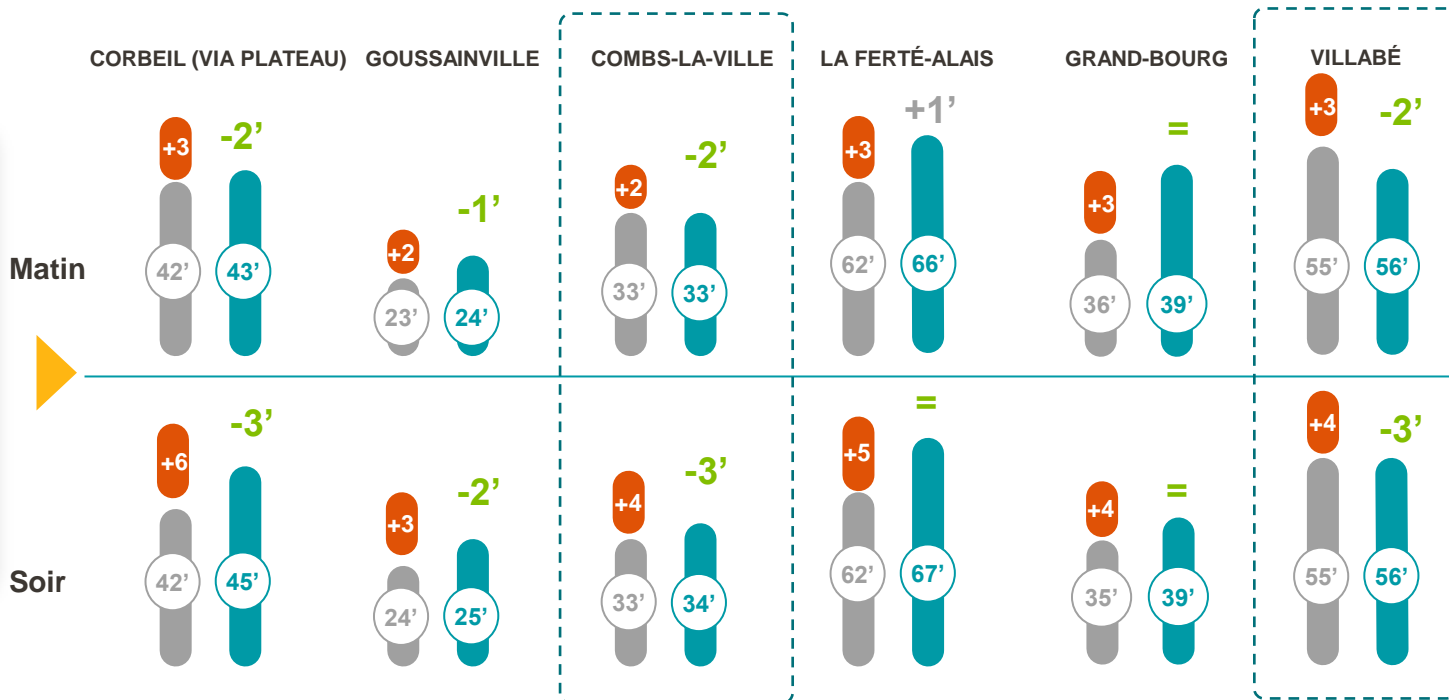 CORBEIL (VIA PLATEAU) GOUSSAINVILLE COMBS-LA-VILLE LA FERTÉ-ALAIS GRAND-BOURG VILLABÉ
Matin
+3 -2’ 42’ 43’
+2 -1’ 23’ 24’
+2 -2’ 33’ 33’
+3 +1’ 62’ 66’
+3 = 36’ 39’
+3 -2’ 55’ 56’
Soir
+6 -3’ 42’ 45’
+3 -2’ 24’ 25’
+4 -3’ 33’ 34’
+5 = 62’ 67’
+4 = 35’ 39’
+4 -3’ 55’ 56’